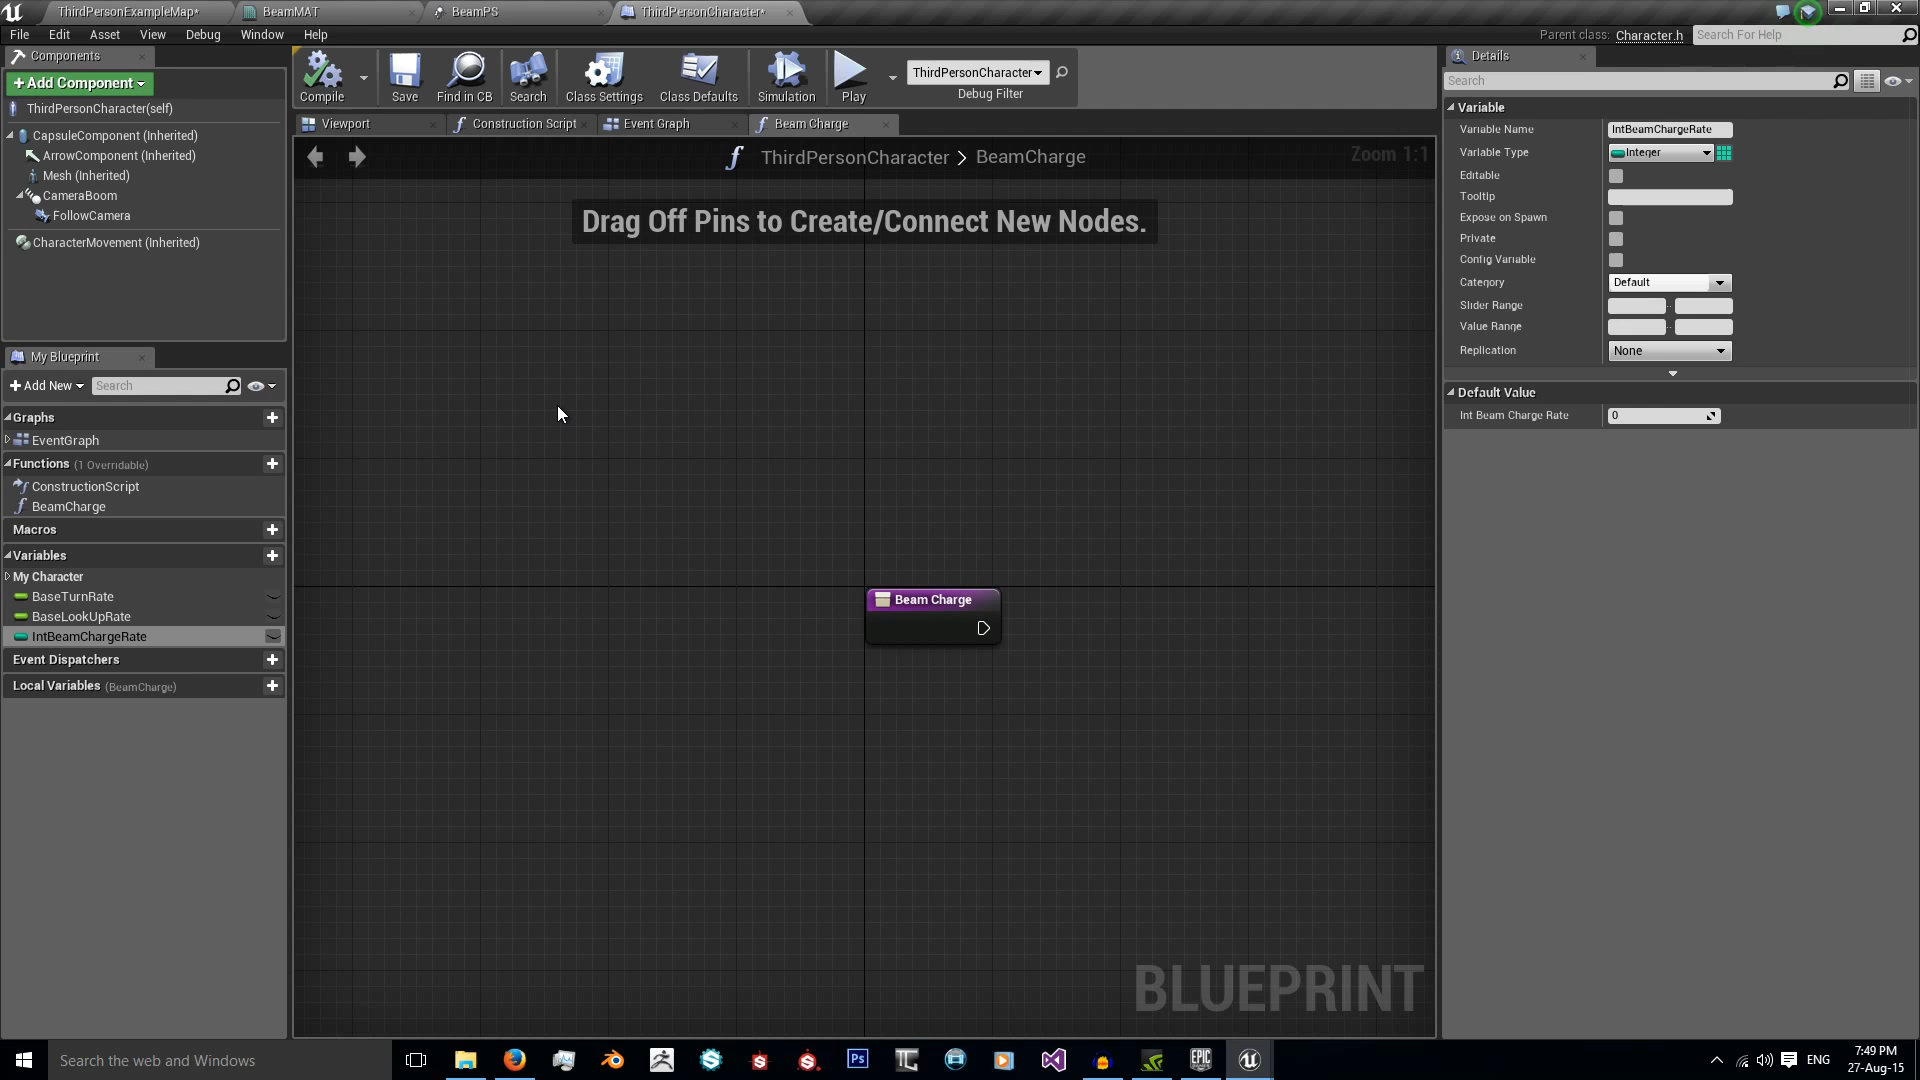 ThirdPersonExampleMap*
BeamMAT
BeamPS
ThirdPersonCharacter*
File Edit Asset View Debug Window Help
Parent class: Character.h
Search For Help
Components
+Add Component
ThirdPersonCharacter(self)
CapsuleComponent (Inherited)
ArrowComponent (Inherited)
Mesh (Inherited)
CameraBoom
FollowCamera
CharacterMovement (Inherited)
My Blueprint
+Add New
Search
Graphs
EventGraph
Functions (1 Overridable)
ConstructionScript
BeamCharge
Macros
Variables
My Character
BaseTurnRate
BaseLookUpRate
IntBeamChargeRate
Event Dispatchers
Local Variables (BeamCharge)
Compile
Save
Find in CB
Search
Class Settings
Class Defaults
Simulation
Play
ThirdPersonCharacter
Debug Filter
Viewport
Construction Script
Event Graph
Beam Charge
ThirdPersonCharacter > BeamCharge
Zoom 1:1
Drag Off Pins to Create/Connect New Nodes.
Beam Charge
BLUEPRINT
Details
Search
Variable
Variable Name IntBeamChargeRate
Variable Type Integer
Editable
Tooltip
Expose on Spawn
Private
Config Variable
Category Default
Slider Range
Value Range
Replication None
Default Value
Int Beam Charge Rate 0
Search the web and Windows
Ps
EPIC GAMES
ENG
7:49 PM
27-Aug-15